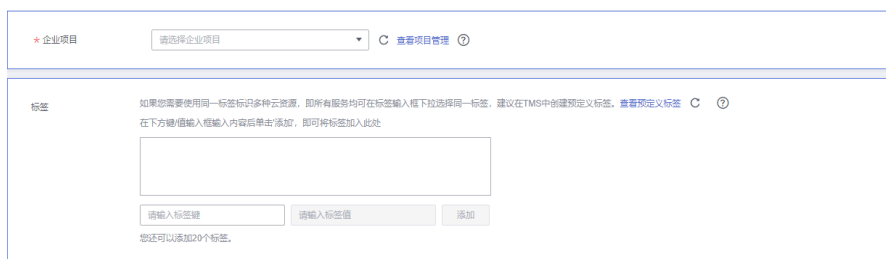 * 企业项目 请选择企业项目 查看项目管理 ?
标签 如果您需要使用同一标签标识多种云资源，即所有服务均可在标签输入框下拉选择同一标签，建议在TMS中创建预定义标签。查看预定义标签 ?
在下方键/值输入框输入内容后单击'添加'，即可将标签加入此处
请输入标签键 请输入标签值 添加
您还可以添加20个标签。